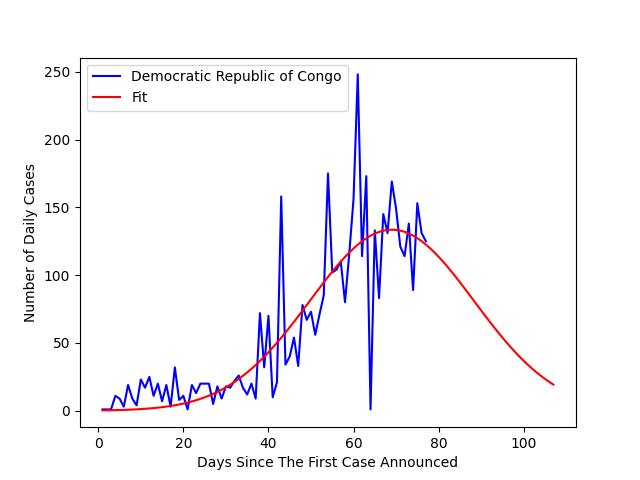 Democratic Republic of Congo
Fit
250
200
150
100
50
0
Number of Daily Cases
0 20 40 60 80 100
Days Since The First Case Announced